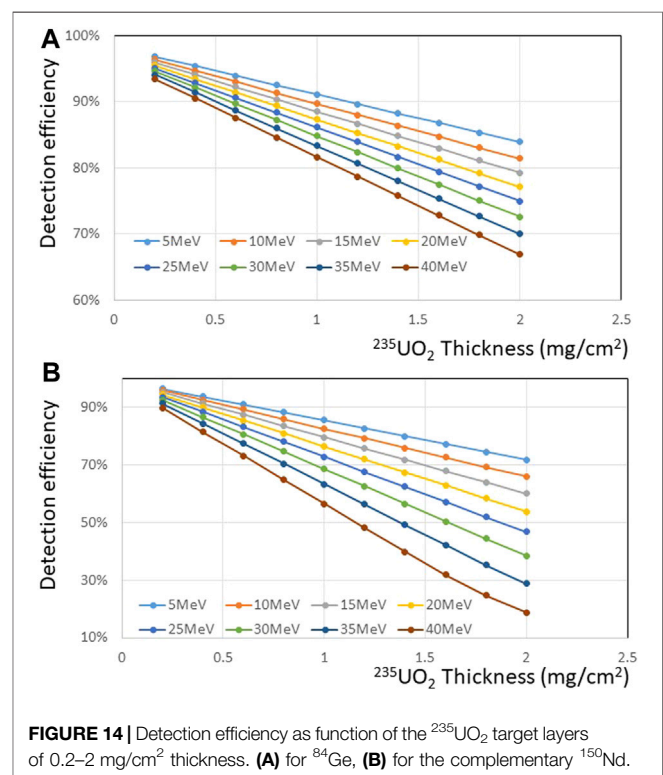 A
Detection efficiency
100%
90%
80%
70%
60%
5MeV 10MeV 15MeV 20MeV
25MeV 30MeV 35MeV 40MeV
0 0.5 1 1.5 2 2.5
²³⁵UO₂ Thickness (mg/cm²)
B
Detection efficiency
90%
70%
50%
30%
10%
5MeV 10MeV 15MeV 20MeV
25MeV 30MeV 35MeV 40MeV
0 0.5 1 1.5 2 2.5
²³⁵UO₂ Thickness (mg/cm²)
FIGURE 14 | Detection efficiency as function of the ²³⁵UO₂ target layers
of 0.2–2 mg/cm² thickness. (A) for ⁸⁴Ge, (B) for the complementary ¹⁵⁰Nd.